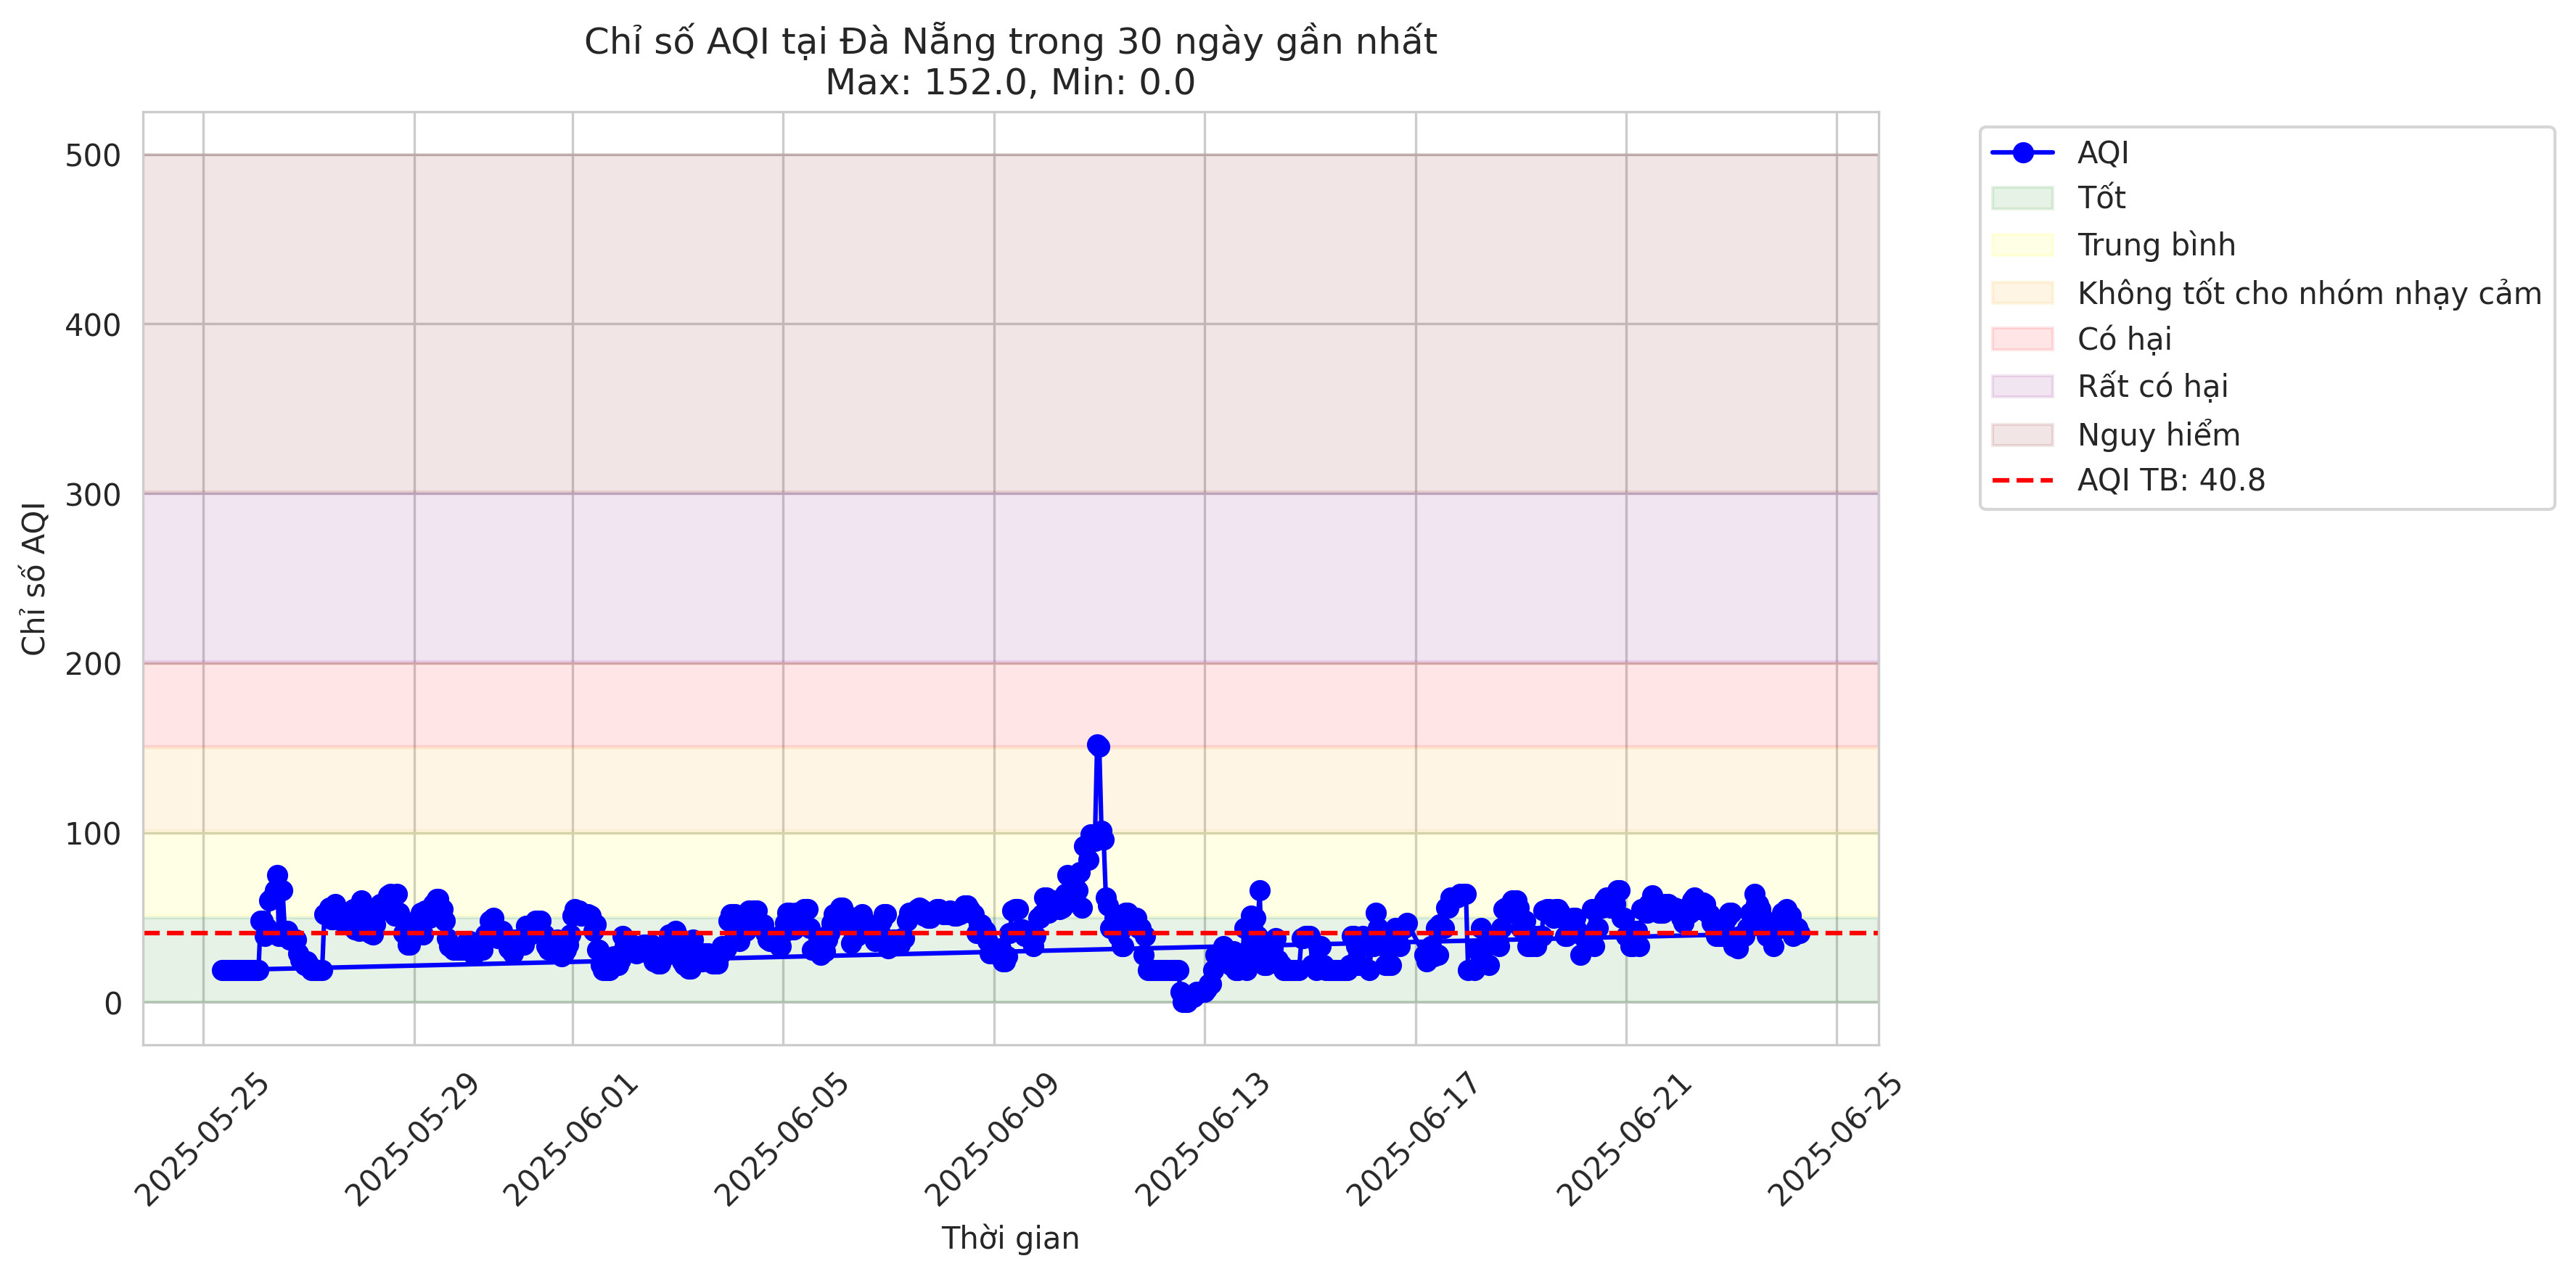 Chỉ số AQI tại Đà Nẵng trong 30 ngày gần nhất
Max: 152.0, Min: 0.0
Chỉ số AQI
500
400
300
200
100
0
2025-05-25
2025-05-29
2025-06-01
2025-06-05
2025-06-09
2025-06-13
2025-06-17
2025-06-21
2025-06-25
Thời gian
AQI
Tốt
Trung bình
Không tốt cho nhóm nhạy cảm
Có hại
Rất có hại
Nguy hiểm
AQI TB: 40.8